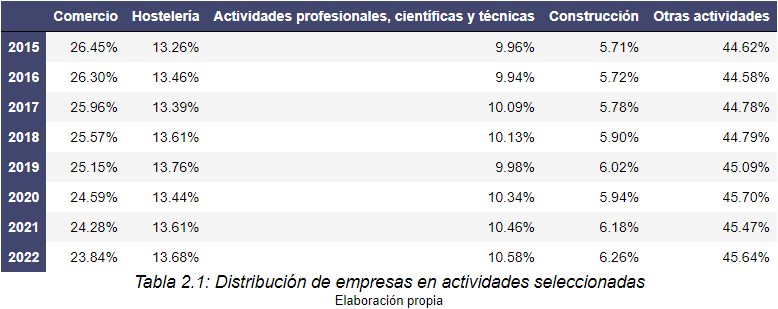 Comercio Hostelería Actividades profesionales, científicas y técnicas Construcción Otras actividades
2015 26.45% 13.26% 9.96% 5.71% 44.62%
2016 26.30% 13.46% 9.94% 5.72% 44.58%
2017 25.96% 13.39% 10.09% 5.78% 44.78%
2018 25.57% 13.61% 10.13% 5.90% 44.79%
2019 25.15% 13.76% 9.98% 6.02% 45.09%
2020 24.59% 13.44% 10.34% 5.94% 45.70%
2021 24.28% 13.61% 10.46% 6.18% 45.47%
2022 23.84% 13.68% 10.58% 6.26% 45.64%
Tabla 2.1: Distribución de empresas en actividades seleccionadas
Elaboración propia